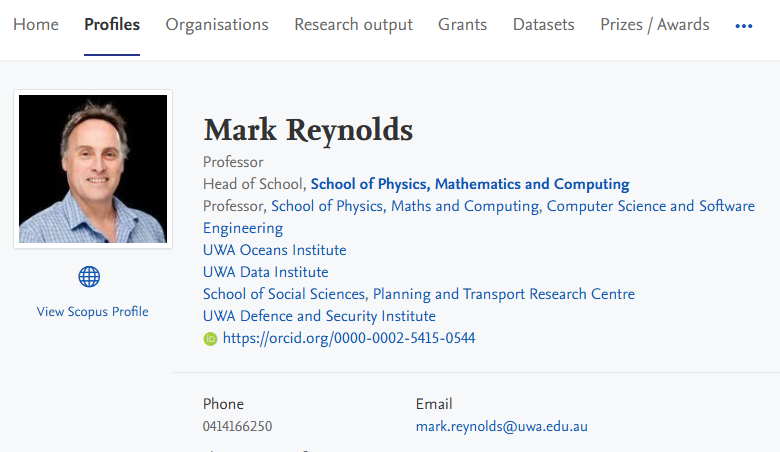 Home Profiles Organisations Research output Grants Datasets Prizes / Awards •••
Mark Reynolds
Professor
Head of School, School of Physics, Mathematics and Computing
Professor, School of Physics, Maths and Computing, Computer Science and Software
Engineering
UWA Oceans Institute
UWA Data Institute
View Scopus Profile
School of Social Sciences, Planning and Transport Research Centre
UWA Defence and Security Institute
iD https://orcid.org/0000-0002-5415-0544
Phone Email
0414166250 mark.reynolds@uwa.edu.au